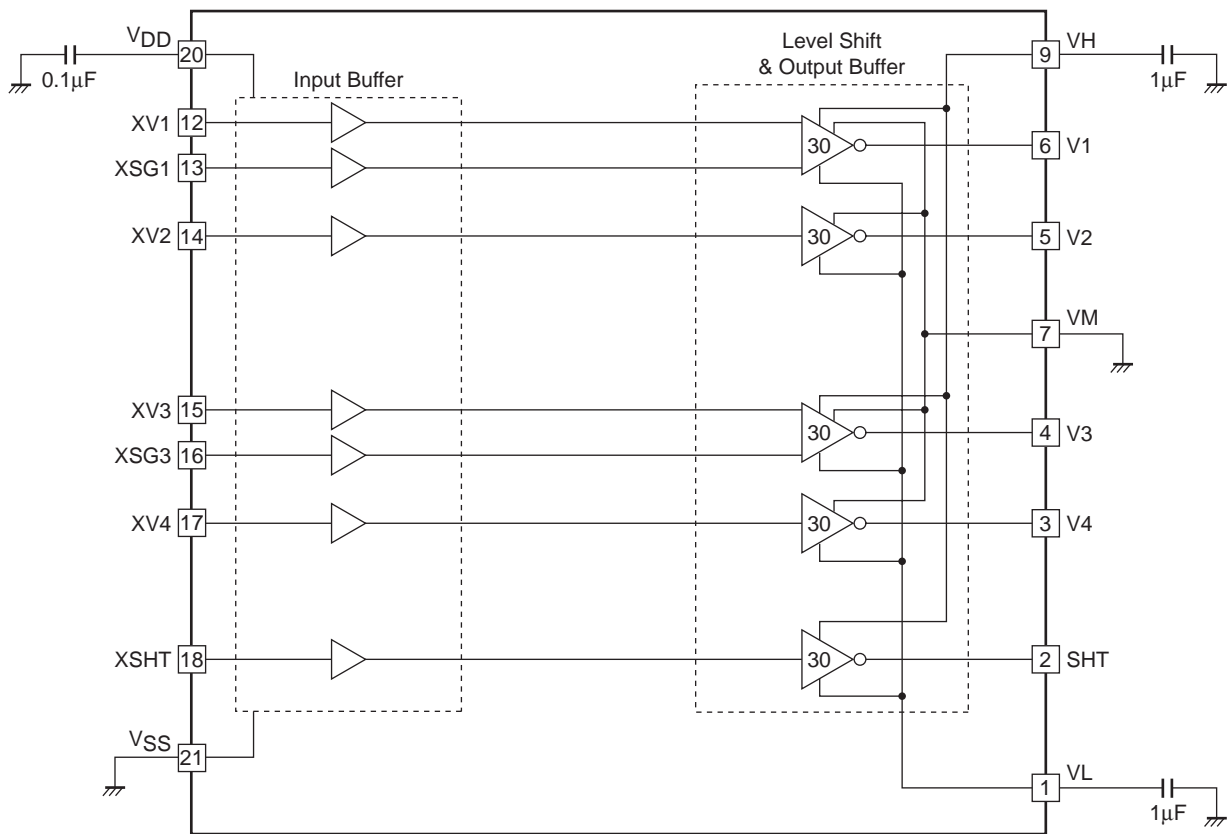 VDD
20
0.1µF
Input Buffer
Level Shift
& Output Buffer
9
VH
1µF
XV1
12
30
6
V1
XSG1
13
XV2
14
30
5
V2
7
VM
XV3
15
30
4
V3
XSG3
16
XV4
17
30
3
V4
XSHT
18
30
2
SHT
VSS
21
1
VL
1µF